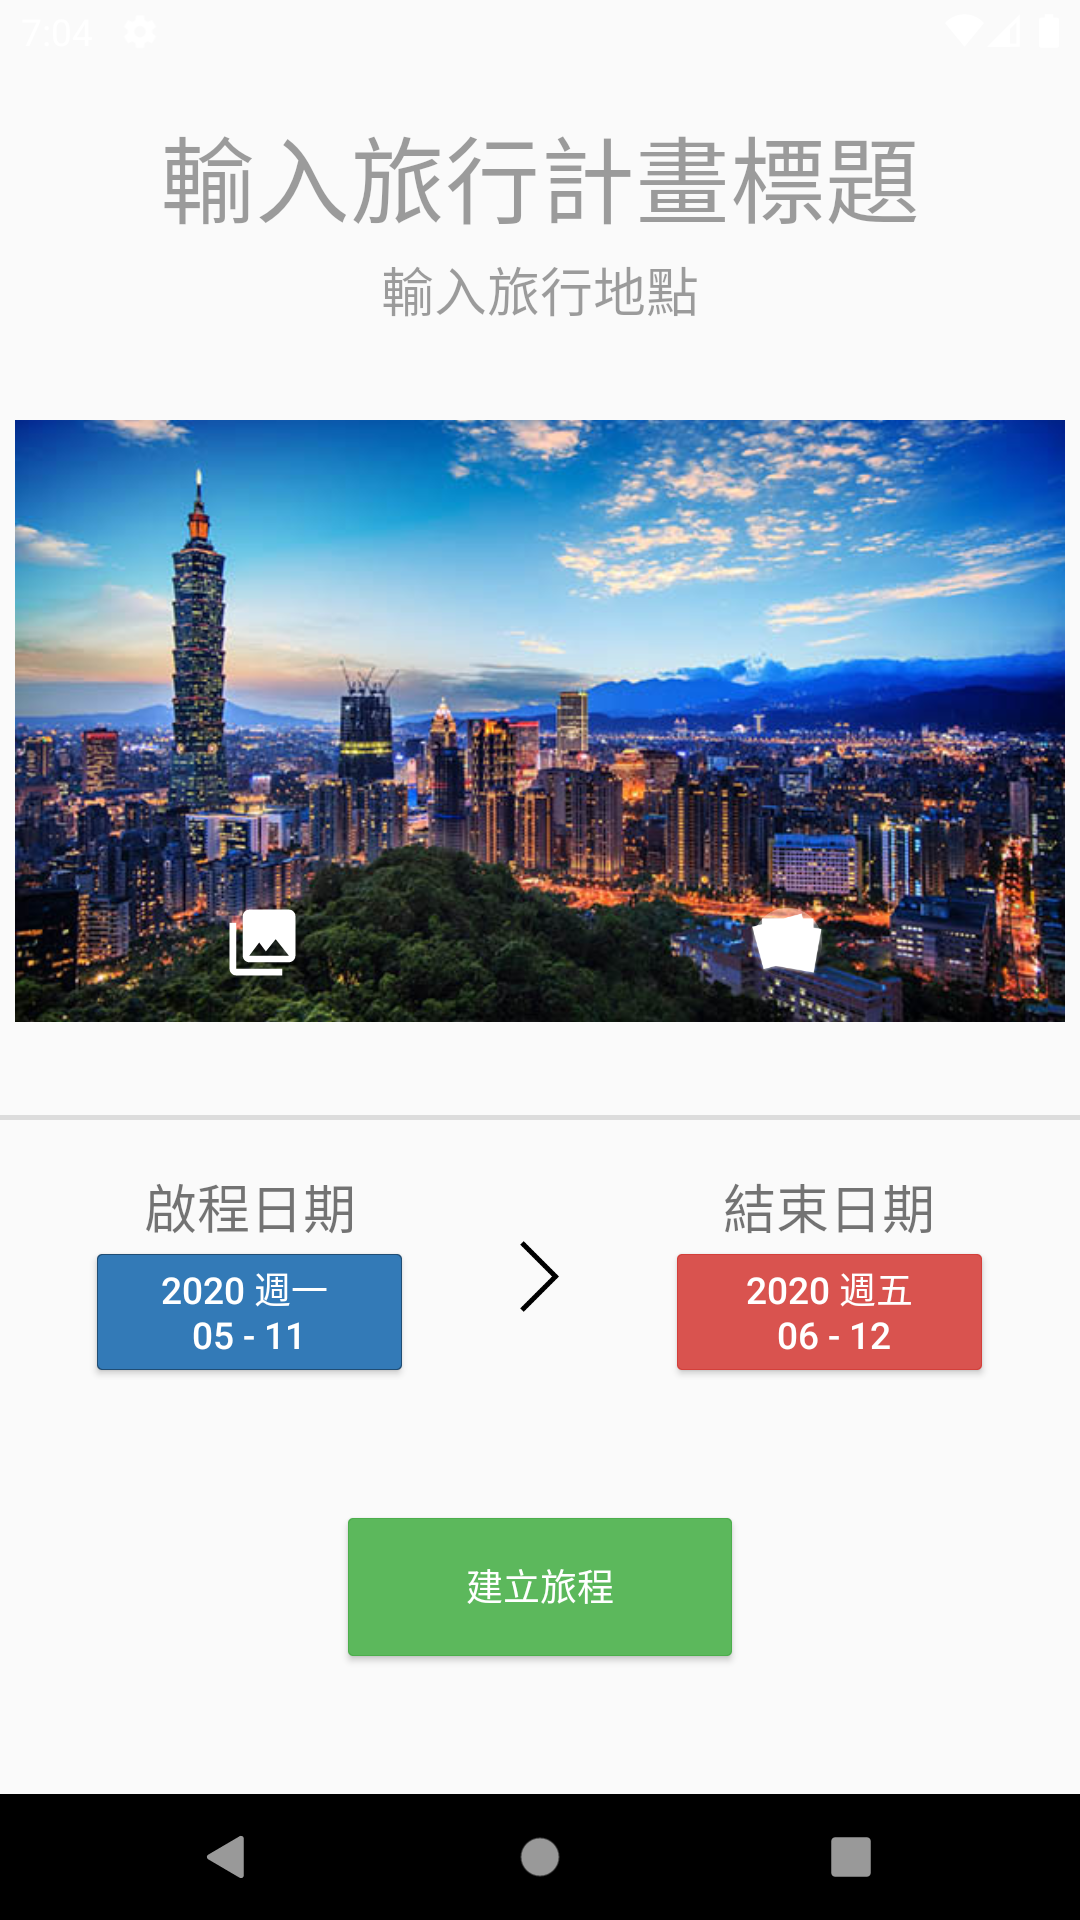 7:04
輸入旅行計畫標題
輸入旅行地點
啟程日期
結束日期
2020 週一
05 - 11
2020 週五
06 - 12
建立旅程